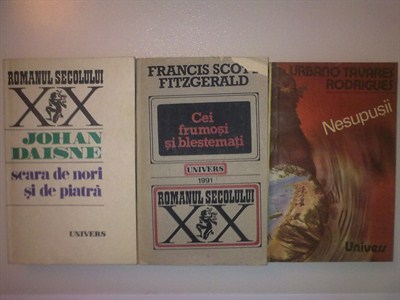 ROMANUL SECOLULUI
XX
JOHAN
DAISNE
scara de nori
și de piatră
UNIVERS
FRANCIS SCOTT
FITZGERALD
Cei
frumoși
și blestemați
UNIVERS
1991
ROMANUL SECOLULUI
XX
URBANO TAVARES
RODRIGUES
Nesupușii
Univers